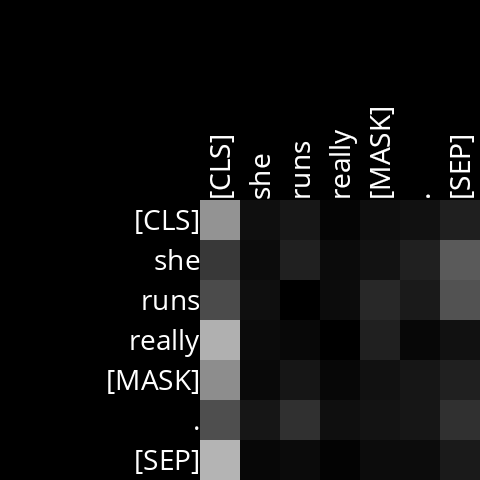 [CLS] she runs really [MASK] . [SEP]
[CLS]
she
runs
really
[MASK]
.
[SEP]